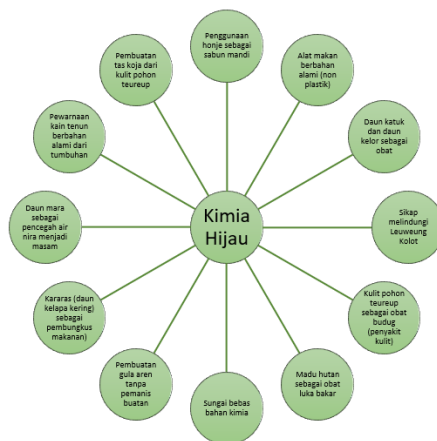 Penggunaan
honje sebagai
sabun mandi
Alat makan
berbahan
alami (non
plastik)
Daun katuk
dan daun
kelor sebagai
obat
Sikap
melindungi
Leuweung
Kolot
Kulit pohon
teureup
sebagai obat
budug
(penyakit
kulit)
Madu hutan
sebagai obat
luka bakar
Sungai bebas
bahan kimia
Pembuatan
gula aren
tanpa
pemanis
buatan
Kararas (daun
kelapa kering)
sebagai
pembungkus
makanan)
Daun mara
sebagai
pencegah air
nira menjadi
masam
Pewarnaan
kain tenun
berbahan
alami dari
tumbuhan
Pembuatan
tas koja dari
kulit pohon
teureup
Kimia
Hijau